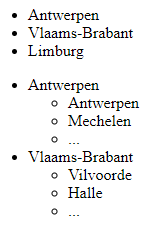 Antwerpen
Vlaams-Brabant
Limburg
Antwerpen
Antwerpen
Mechelen
...
Vlaams-Brabant
Vilvoorde
Halle
...